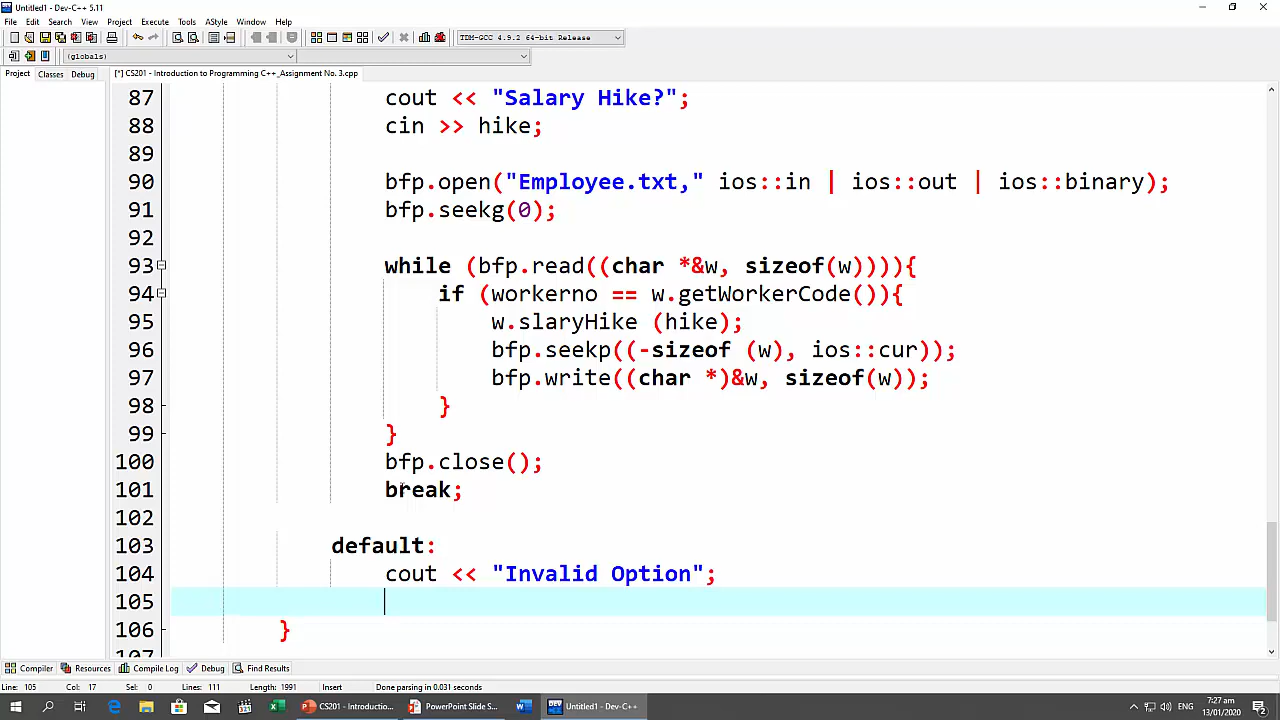 Untitled1 - Dev-C++ 5.11
File Edit Search View Project Execute Tools AStyle Window Help
TDM-GCC 4.9.2 64-bit Release
(globals)
Project Classes Debug [*] CS201 - Introduction to Programming C++_Assignment No. 3.cpp
87 cout << "Salary Hike?";
88 cin >> hike;
89
90 bfp.open("Employee.txt," ios::in | ios::out | ios::binary);
91 bfp.seekg(0);
92
93 while (bfp.read((char *&w, sizeof(w)))){
94 if (workerno == w.getWorkerCode()){
95 w.slaryHike (hike);
96 bfp.seekp((-sizeof (w), ios::cur));
97 bfp.write((char *)&w, sizeof(w));
98 }
99 }
100 bfp.close();
101 break;
102
103 default:
104 cout << "Invalid Option";
105
106 }
107
Compiler Resources Compile Log Debug Find Results
Line: 105 Col: 17 Sel: 0 Lines: 111 Length: 1991 Insert Done parsing in 0.031 seconds
CS201 - Introductio... PowerPoint Slide S... Untitled1 - Dev-C++ 7:27 am
13/01/2020